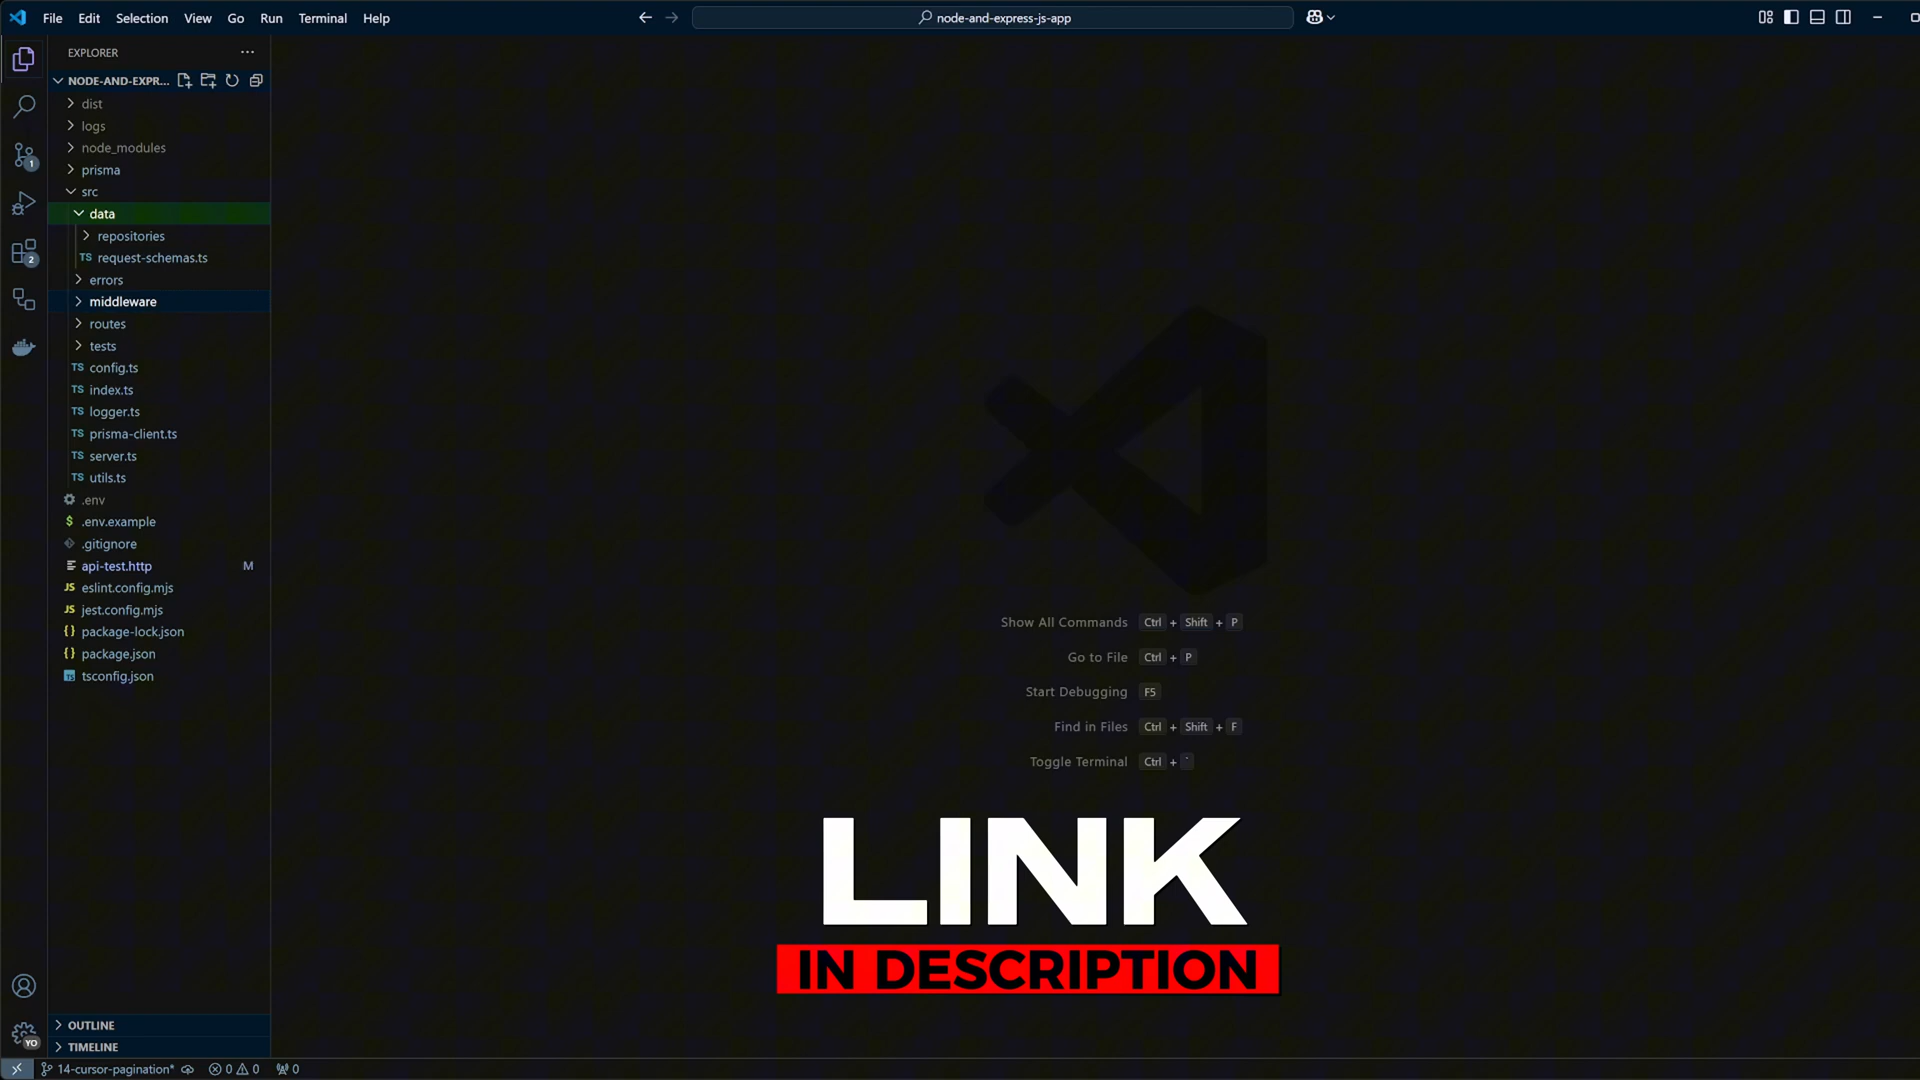 File Edit Selection View Go Run Terminal Help
node-and-express-js-app
EXPLORER
NODE-AND-EXPR...
dist
logs
node_modules
prisma
src
data
repositories
TS request-schemas.ts
errors
middleware
routes
tests
TS config.ts
TS index.ts
TS logger.ts
TS prisma-client.ts
TS server.ts
TS utils.ts
.env
$ .env.example
.gitignore
api-test.http M
JS eslint.config.mjs
JS jest.config.mjs
{} package-lock.json
{} package.json
TS tsconfig.json
1
2
Show All Commands Ctrl + Shift + P
Go to File Ctrl + P
Start Debugging F5
Find in Files Ctrl + Shift + F
Toggle Terminal Ctrl + `
LINK
IN DESCRIPTION
YO
OUTLINE
TIMELINE
14-cursor-pagination* 0 0 0